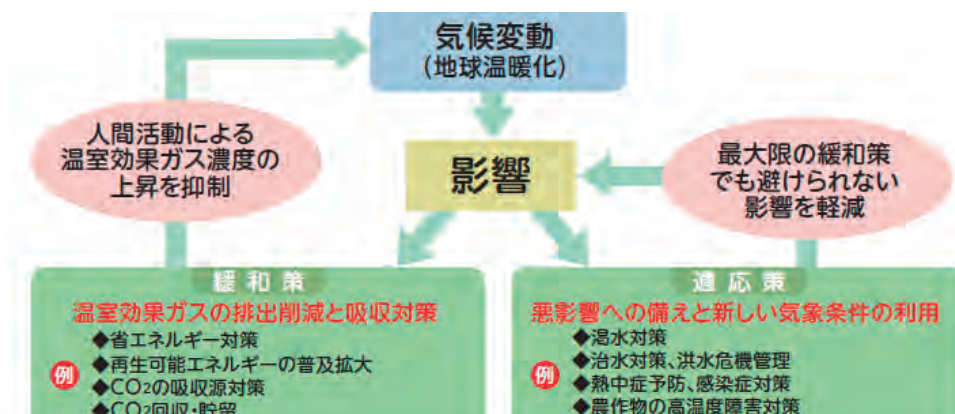 気候変動
（地球温暖化）
人間活動による
温室効果ガス濃度の
上昇を抑制
影響
最大限の緩和策
でも避けられない
影響を軽減
緩和策
温室効果ガスの排出削減と吸収対策
例
◆省エネルギー対策
◆再生可能エネルギーの普及拡大
◆CO2の吸収源対策
◆CO2回収・貯留
適応策
悪影響への備えと新しい気象条件の利用
例
◆渇水対策
◆治水対策、洪水危機管理
◆熱中症予防、感染症対策
◆農作物の高温度障害対策